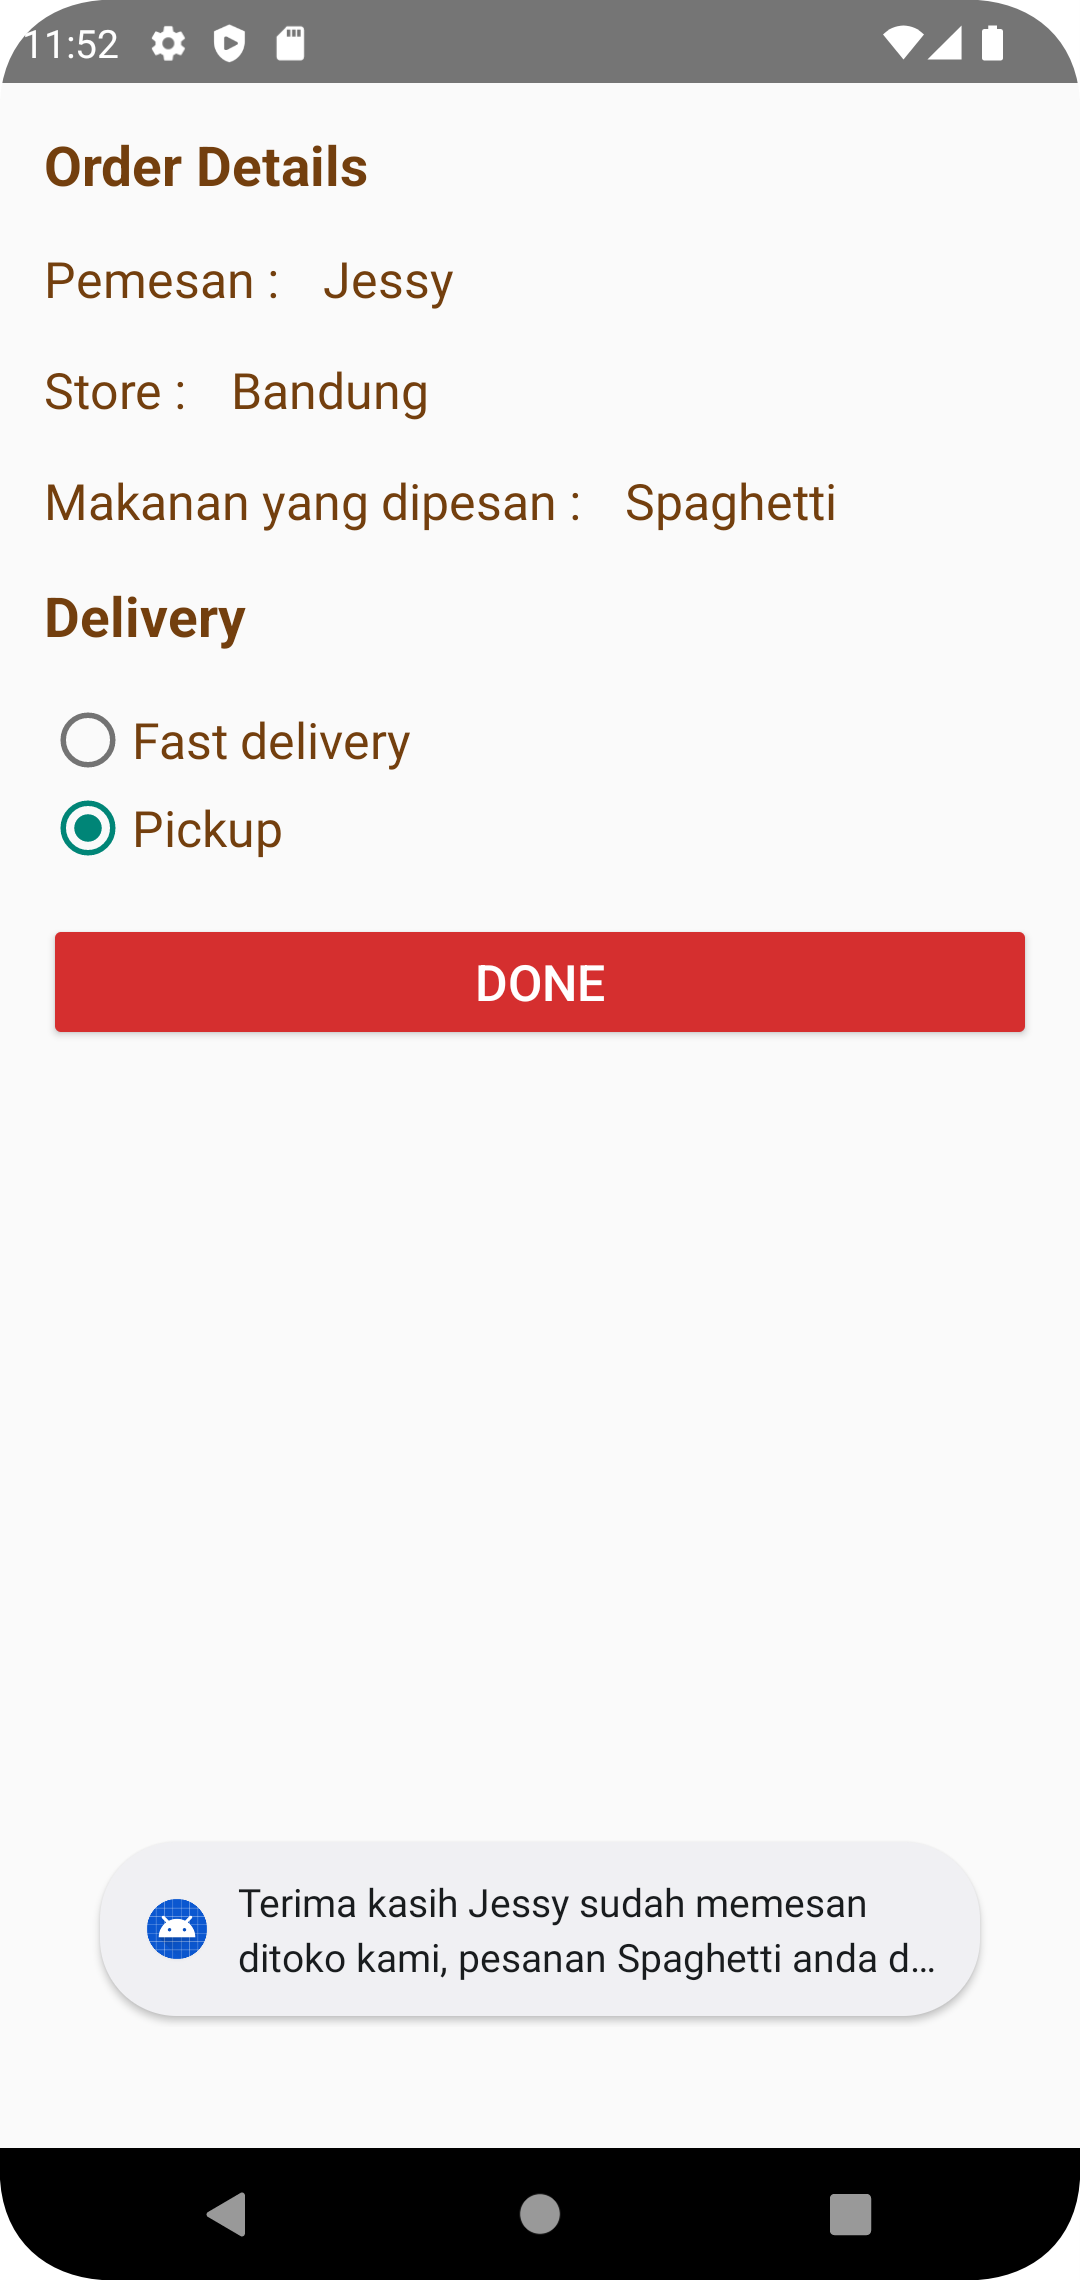 11:52
Order Details
Pemesan : Jessy
Store : Bandung
Makanan yang dipesan : Spaghetti
Delivery
Fast delivery
Pickup
DONE
Terima kasih Jessy sudah memesan
ditoko kami, pesanan Spaghetti anda d...